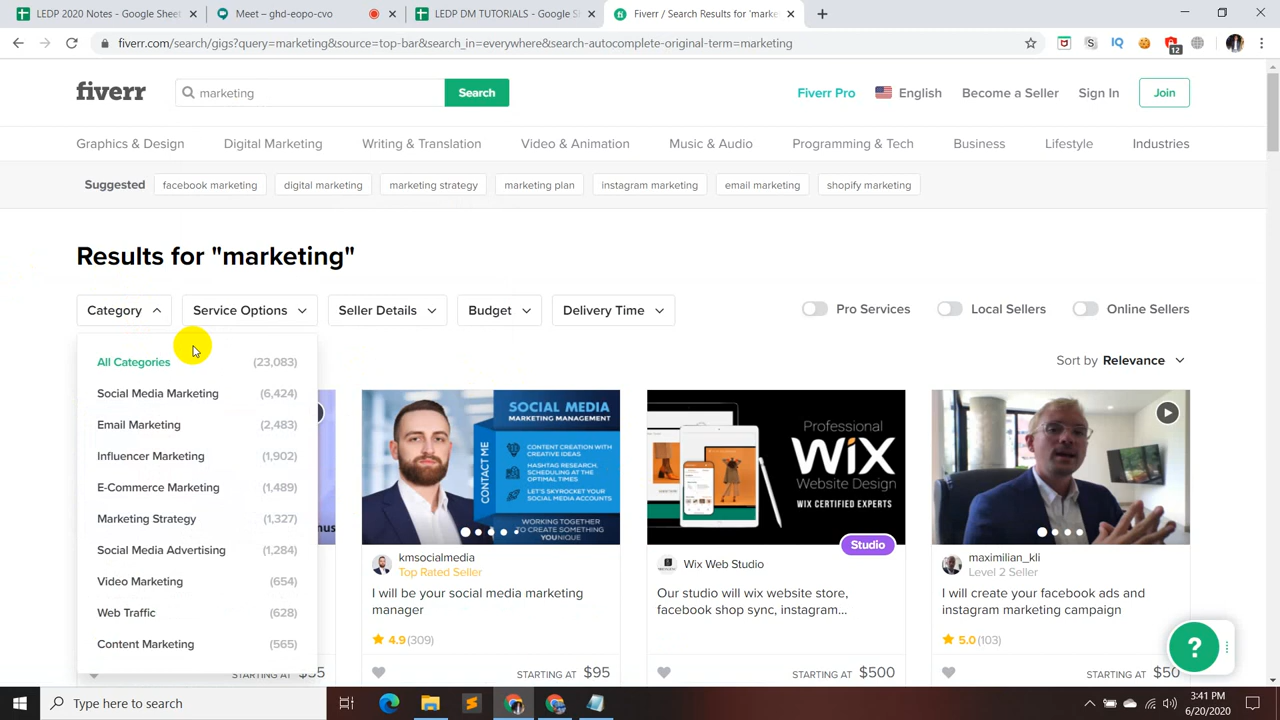 LEDP 2020 Notes - Google Sheet
Meet – ghd-eopo-cvo
LEDP DM TUTORIALS - Google S
Fiverr / Search Results for 'marke
fiverr.com/search/gigs?query=marketing&source=top-bar&search_in=everywhere&search-autocomplete-original-term=marketing
12
fiverr
marketing
Search
Fiverr Pro
English
Become a Seller
Sign In
Join
Graphics & Design
Digital Marketing
Writing & Translation
Video & Animation
Music & Audio
Programming & Tech
Business
Lifestyle
Industries
Suggested
facebook marketing
digital marketing
marketing strategy
marketing plan
instagram marketing
email marketing
shopify marketing
Results for "marketing"
Category
Service Options
Seller Details
Budget
Delivery Time
Pro Services
Local Sellers
Online Sellers
Sort by Relevance
All Categories (23,083)
Social Media Marketing (6,424)
Email Marketing (2,483)
Influencer Marketing (1,902)
E-Commerce Marketing (1,489)
Marketing Strategy (1,327)
Social Media Advertising (1,284)
Video Marketing (654)
Web Traffic (628)
Content Marketing (565)
SOCIAL MEDIA
MARKETING MANAGEMENT
CONTACT ME
CONTENT CREATION WITH
CREATIVE IDEAS
HASHTAG RESEARCH,
SCHEDULING AT THE
OPTIMAL TIMES
LET'S SKYROCKET YOUR
SOCIAL MEDIA ACCOUNTS
WORKING TOGETHER
TO CREATE SOMETHING
YOUNIQUE
kmsocialmedia
Top Rated Seller
I will be your social media marketing
manager
4.9 (309)
STARTING AT $95
Professional
WiX
Website Design
WIX CERTIFIED EXPERTS
Studio
Wix Web Studio
Our studio will wix website store,
facebook shop sync, instagram...
STARTING AT $500
maximilian_kli
Level 2 Seller
I will create your facebook ads and
instagram marketing campaign
5.0 (103)
STARTING AT $50
?
Type here to search
3:41 PM
6/20/2020